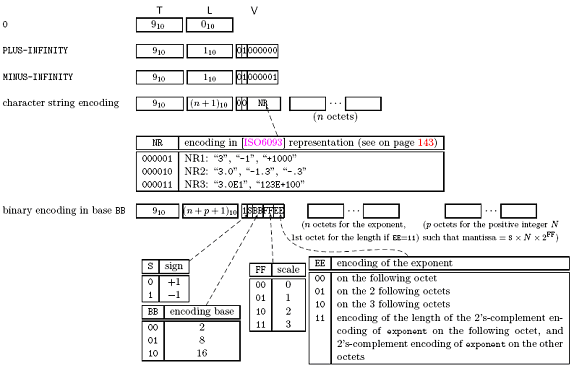 T L V
0 9₁₀ 0₁₀
PLUS-INFINITY 9₁₀ 1₁₀ 01000000
MINUS-INFINITY 9₁₀ 1₁₀ 01000001
character string encoding 9₁₀ (n+1)₁₀ 00 NR ···
(n octets)
NR encoding in [ISO6093] representation (see on page 143)
000001 NR1: “3”, “-1”, “+1000”
000010 NR2: “3.0”, “-1.3”, “-.3”
000011 NR3: “3.0E1”, “123E+100”
binary encoding in base BB 9₁₀ (n+p+1)₁₀ 1SBBFFEE ··· ···
(n octets for the exponent, (p octets for the positive integer N
1st octet for the length if EE=11) such that mantissa = S × N × 2^FF)
S sign
0 +1
1 −1
BB encoding base
00 2
01 8
10 16
FF scale
00 0
01 1
10 2
11 3
EE encoding of the exponent
00 on the following octet
01 on the 2 following octets
10 on the 3 following octets
11 encoding of the length of the 2's-complement en-
coding of exponent on the following octet, and
2's-complement encoding of exponent on the other
octets